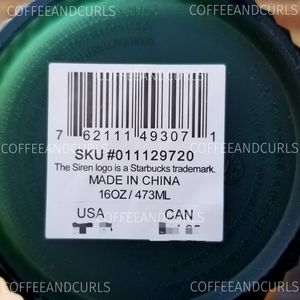 COFFEEANDCURLS
COFFEEANDCURLS COFFEEANDCURLS
7 62111 49307 1
SKU #011129720
The Siren logo is a Starbucks trademark.
MADE IN CHINA
16OZ / 473ML
USA CAN
COFFEEANDCURLS
COFFEEANDCURLS COFFEEANDCURLS